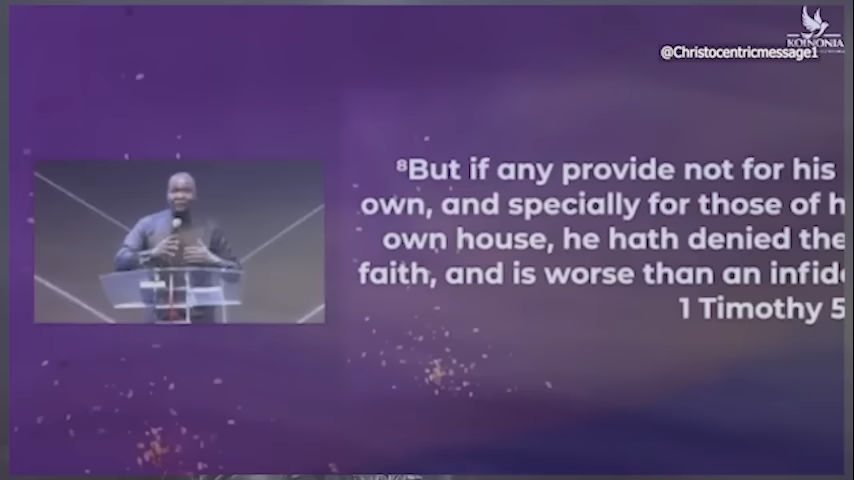 KOINONIA
@Christocentricmessage1
⁸But if any provide not for his
own, and specially for those of h
own house, he hath denied the
faith, and is worse than an infid
1 Timothy 5